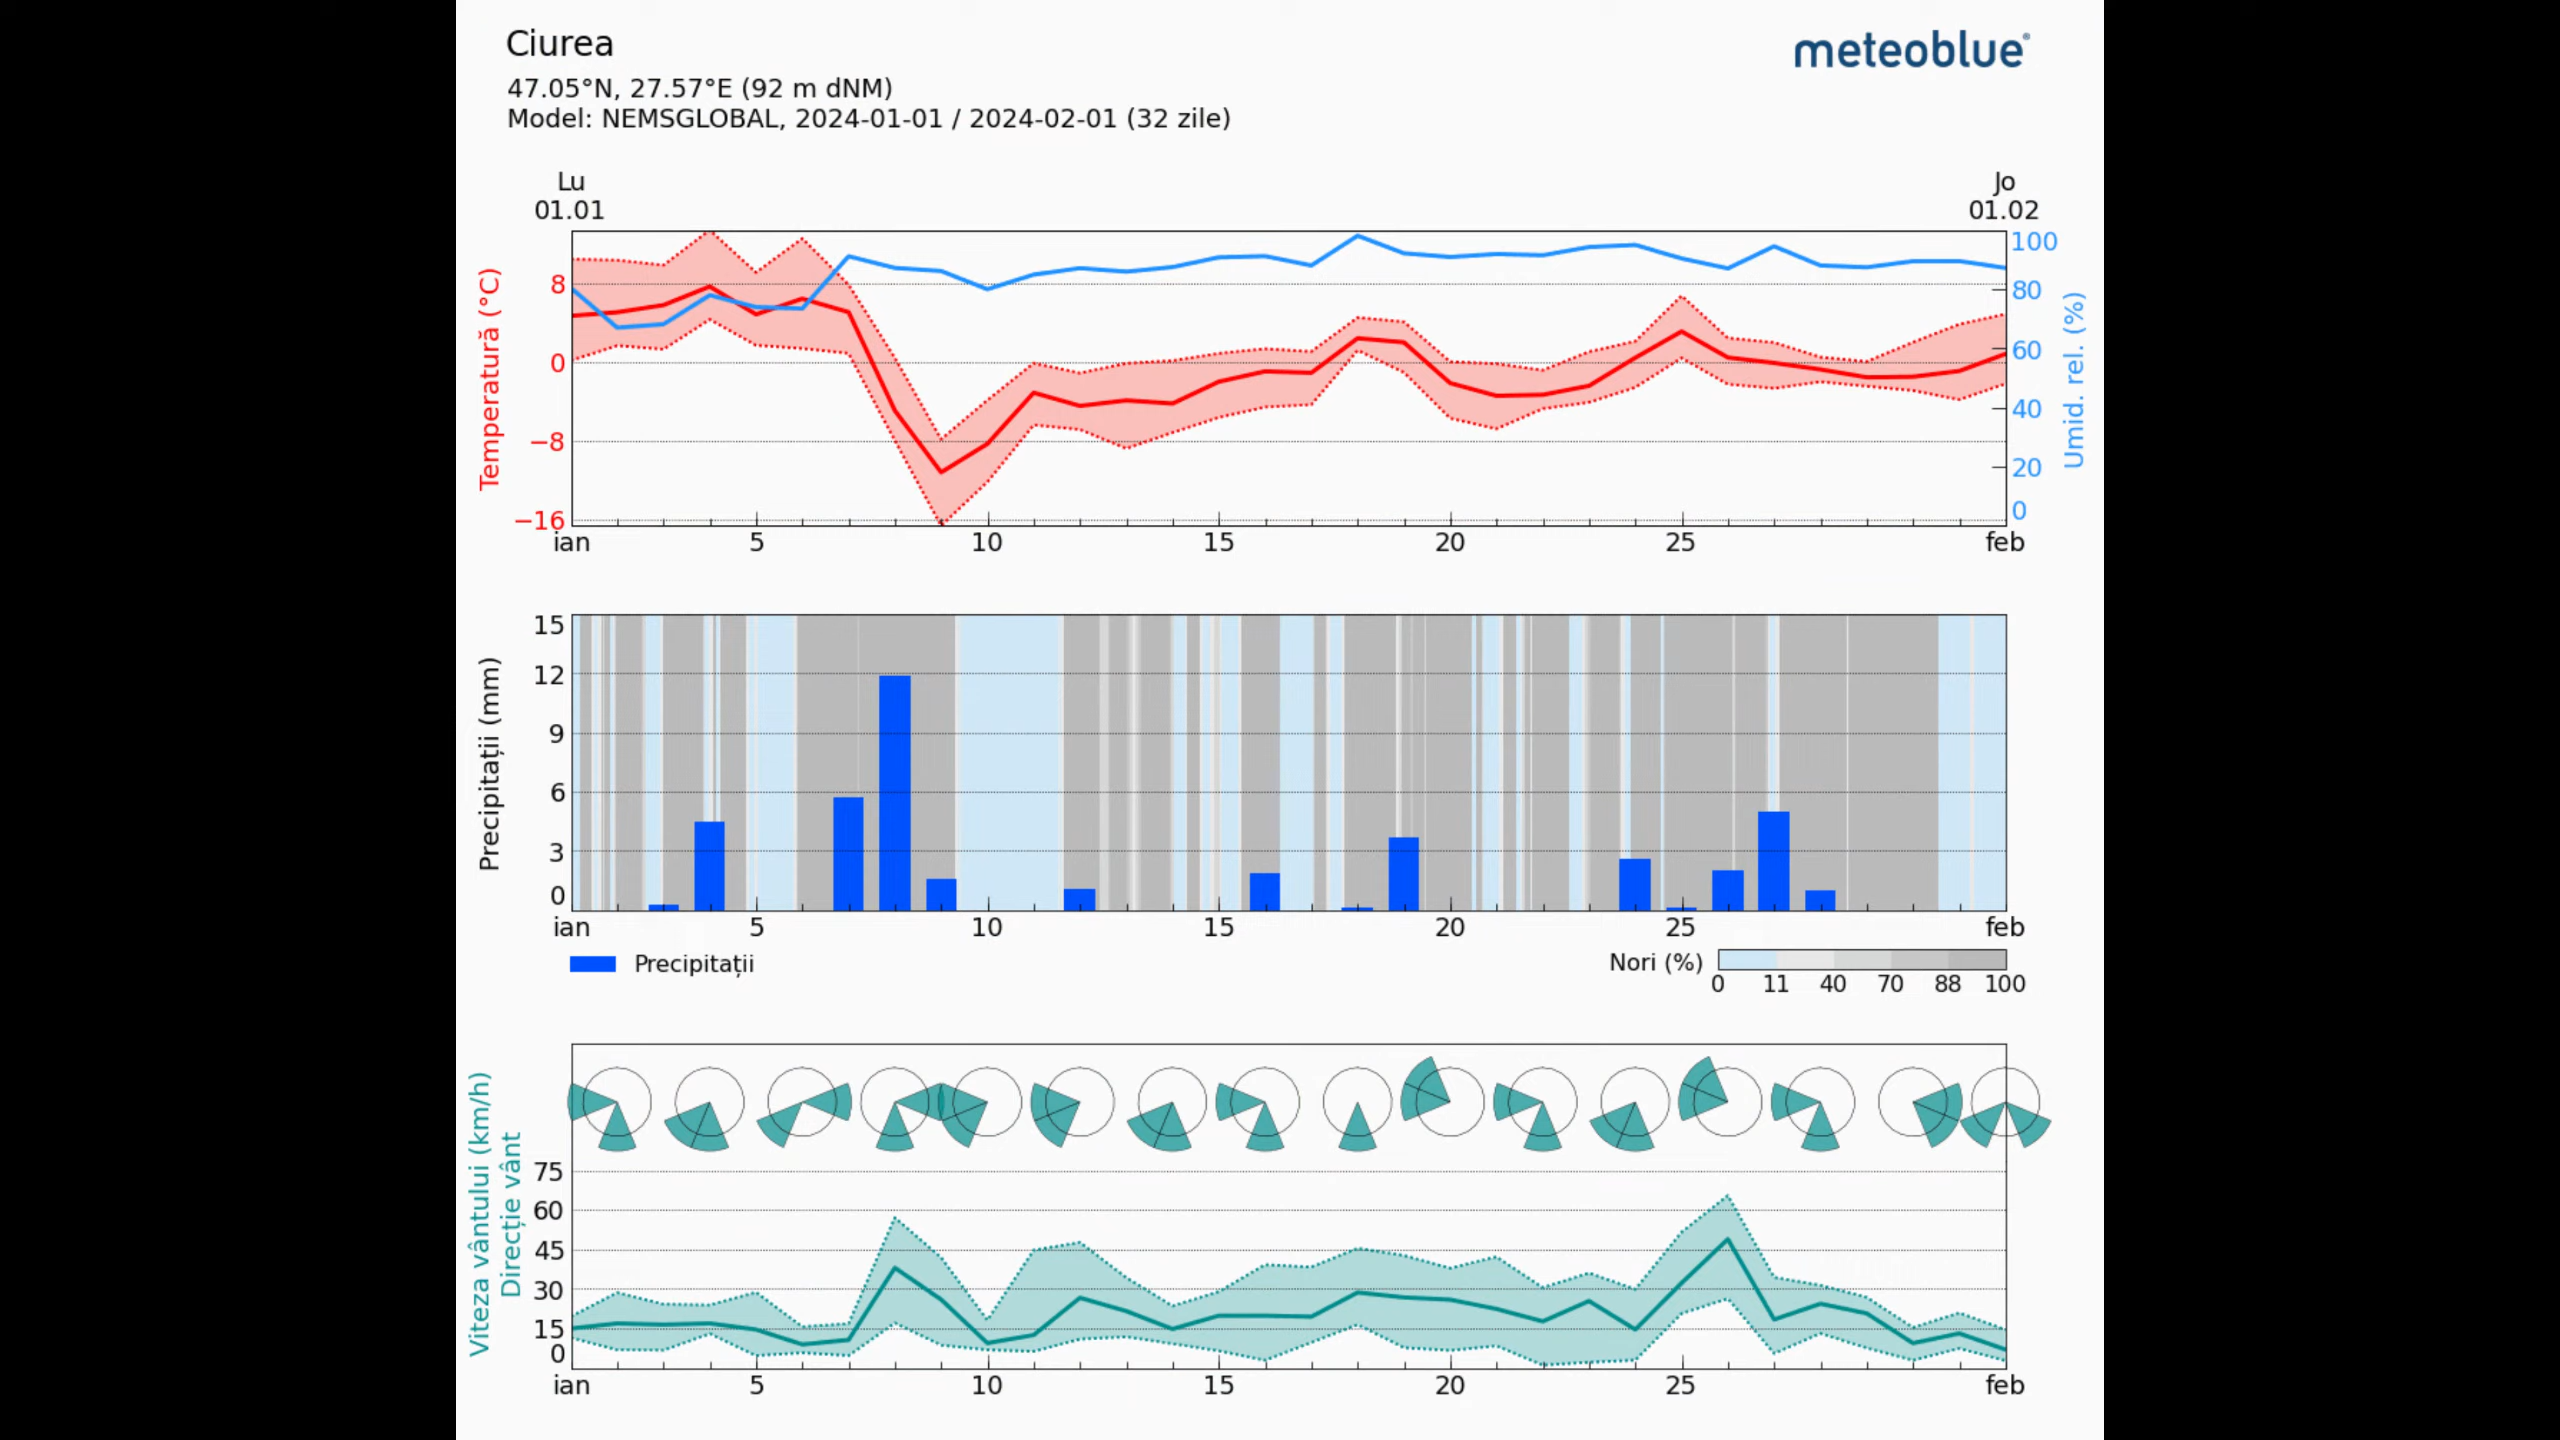 Ciurea
meteoblue®
47.05°N, 27.57°E (92 m dNM)
Model: NEMSGLOBAL, 2024-01-01 / 2024-02-01 (32 zile)
Lu
01.01
Jo
01.02
Temperatură (°C)
8
0
−8
−16
100
80
60
40
20
0
Umid. rel. (%)
ian 5 10 15 20 25 feb
Precipitații (mm)
15
12
9
6
3
0
ian 5 10 15 20 25 feb
Precipitații
Nori (%)
0 11 40 70 88 100
Viteza vântului (km/h)
Direcție vânt
75
60
45
30
15
0
ian 5 10 15 20 25 feb